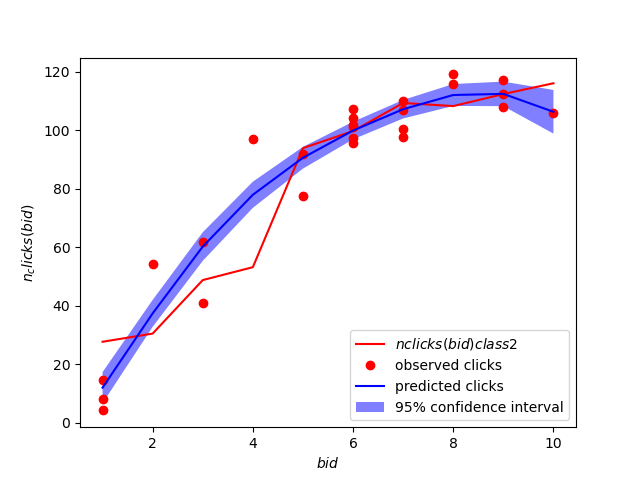 120
100
80
60
40
20
0
n_clicks(bid)
nclicks(bid)class2
observed clicks
predicted clicks
95% confidence interval
2 4 6 8 10
bid